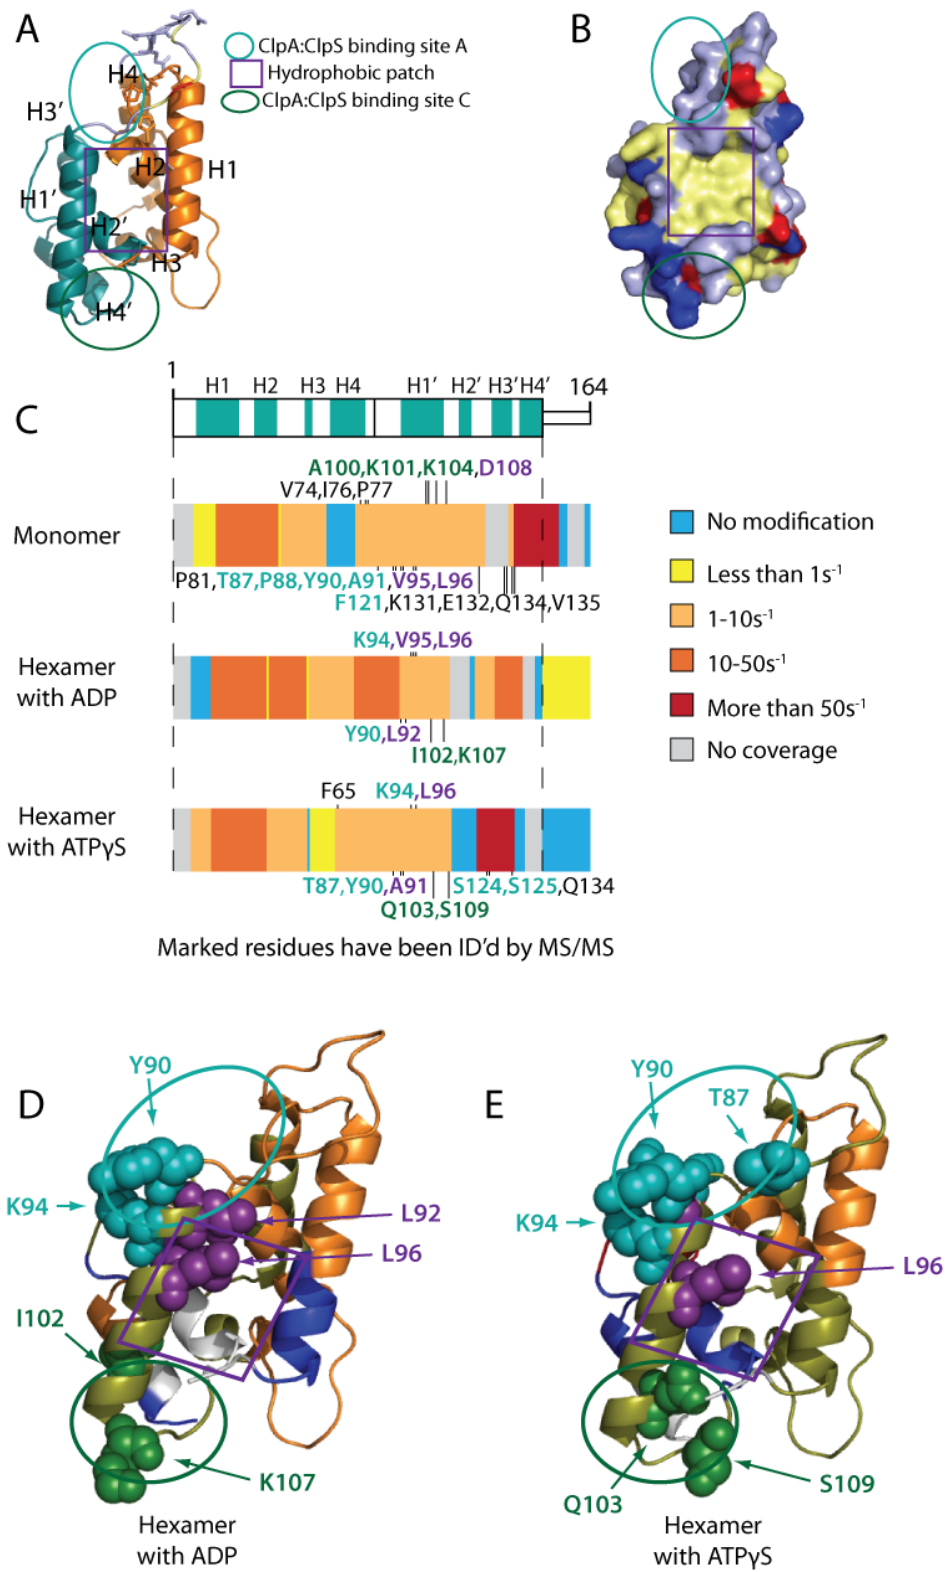 A
ClpA:ClpS binding site A
Hydrophobic patch
ClpA:ClpS binding site C
B
H4
H3′
H2
H1
H1′
H2′
H3
H4′
C
1
H1 H2 H3 H4 H1′ H2′ H3′ H4′
164
A100,K101,K104,D108
V74,I76,P77
Monomer
P81,T87,P88,Y90,A91,V95,L96
F121,K131,E132,Q134,V135
K94,V95,L96
Hexamer
with ADP
Y90,L92
I102,K107
F65 K94,L96
Hexamer
with ATPγS
T87,Y90,A91 S124,S125,Q134
Q103,S109
No modification
Less than 1s⁻¹
1-10s⁻¹
10-50s⁻¹
More than 50s⁻¹
No coverage
Marked residues have been ID'd by MS/MS
D
Y90
K94
L92
L96
I102
K107
Hexamer
with ADP
E
Y90
T87
K94
L96
Q103
S109
Hexamer
with ATPγS